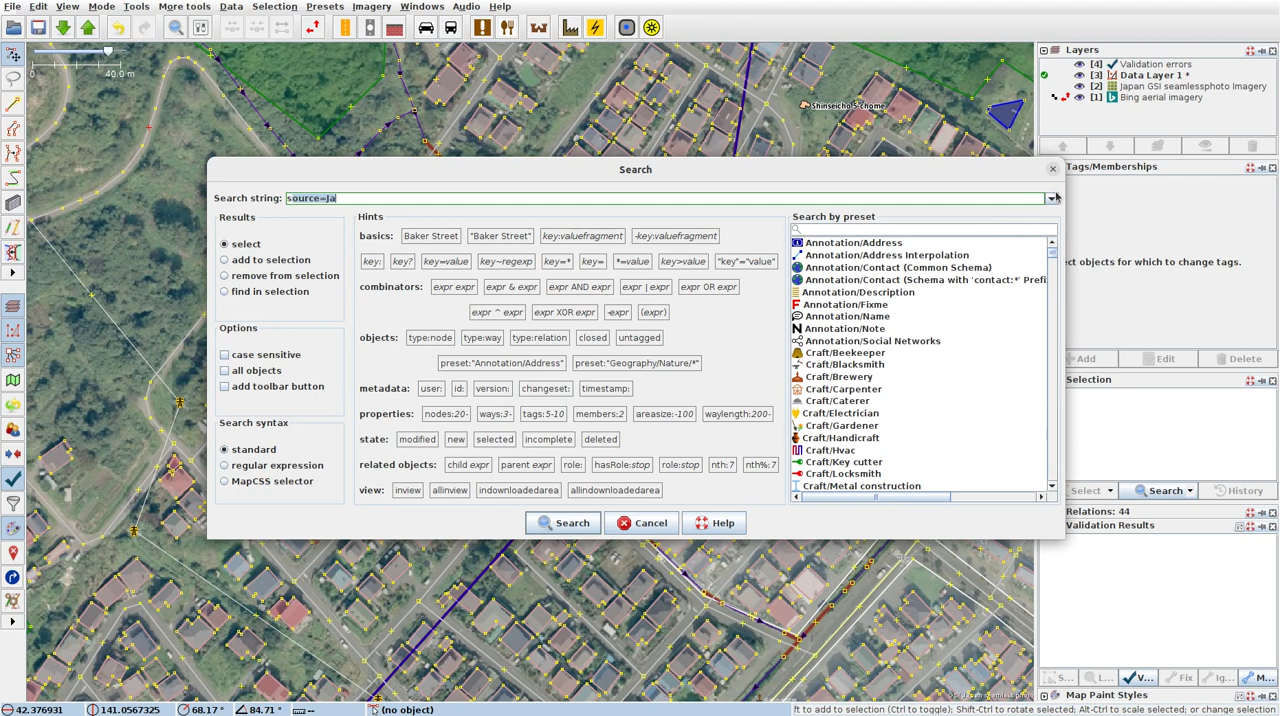 File Edit View Mode Tools More tools Data Selection Presets Imagery Windows Audio Help
0 40.0 m
Shinseicho 5-chome
Layers
[4] Validation errors
[3] Data Layer 1 *
[2] Japan GSI seamlessphoto Imagery
[1] Bing aerial imagery
Tags/Memberships
ect objects for which to change tags.
Add Edit Delete
Selection
Select Search History
Relations: 44
Validation Results
S... L... V... Fix Ig... M...
Map Paint Styles
Search
Search string: source=Ja
Results
select
add to selection
remove from selection
find in selection
Options
case sensitive
all objects
add toolbar button
Search syntax
standard
regular expression
MapCSS selector
Hints
basics: Baker Street "Baker Street" key:valuefragment -key:valuefragment
key: key? key=value key~regexp key=* key= *=value key>value "key"="value"
combinators: expr expr expr & expr expr AND expr expr | expr expr OR expr
expr ^ expr expr XOR expr -expr (expr)
objects: type:node type:way type:relation closed untagged
preset:"Annotation/Address" preset:"Geography/Nature/*"
metadata: user: id: version: changeset: timestamp:
properties: nodes:20- ways:3- tags:5-10 members:2 areasize:-100 waylength:200-
state: modified new selected incomplete deleted
related objects: child expr parent expr role: hasRole:stop role:stop nth:7 nth%:7
view: inview allinview indownloadedarea allindownloadedarea
Search by preset
Annotation/Address
Annotation/Address Interpolation
Annotation/Contact (Common Schema)
Annotation/Contact (Schema with 'contact:*' Prefi
Annotation/Description
Annotation/Fixme
Annotation/Name
Annotation/Note
Annotation/Social Networks
Craft/Beekeeper
Craft/Blacksmith
Craft/Brewery
Craft/Carpenter
Craft/Caterer
Craft/Electrician
Craft/Gardener
Craft/Handicraft
Craft/Hvac
Craft/Key cutter
Craft/Locksmith
Craft/Metal construction
Search Cancel Help
42.376931 141.0567325 68.17 ° 84.71 ° -- (no object) ft to add to selection (Ctrl to toggle); Shift-Ctrl to rotate selected; Alt-Ctrl to scale selected; or change selection